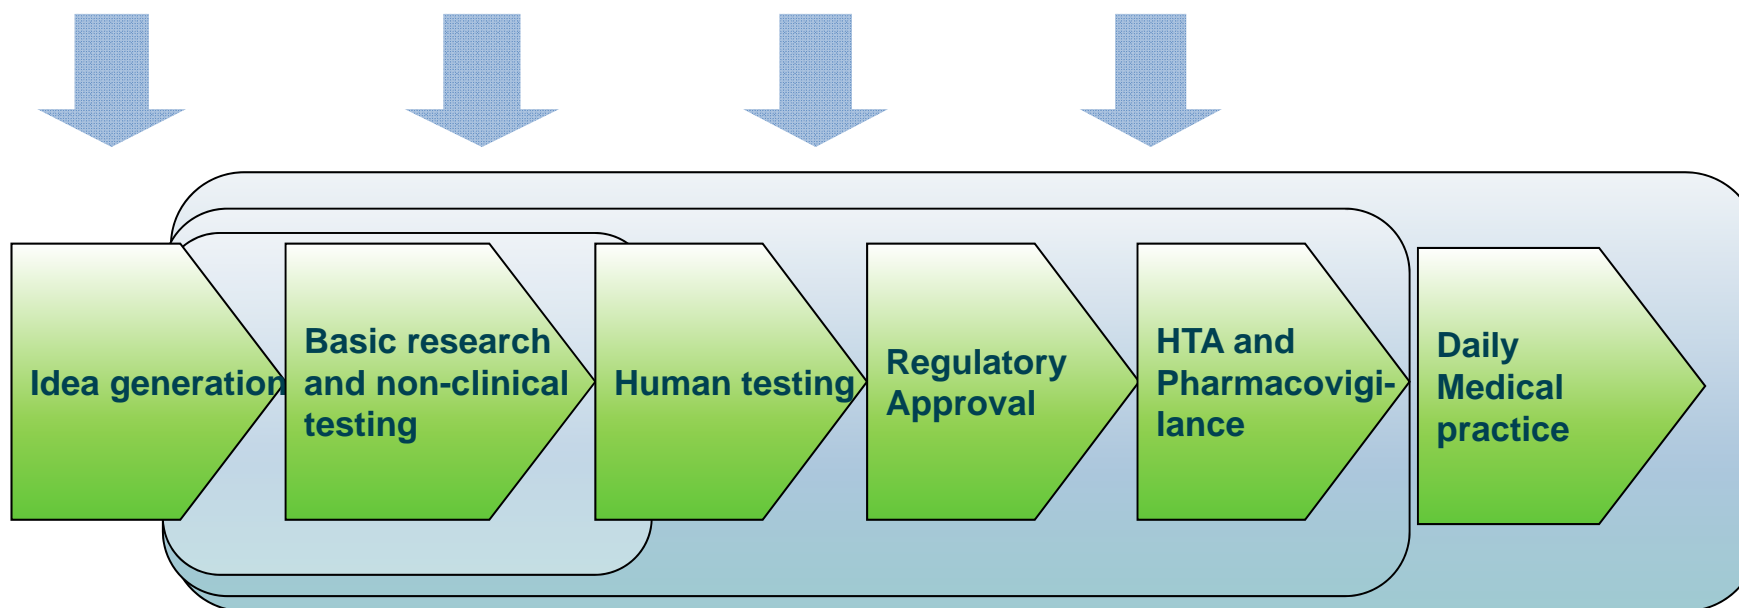 Idea generation
Basic research
and non-clinical
testing
Human testing
Regulatory
Approval
HTA and
Pharmacovigi-
lance
Daily
Medical
practice